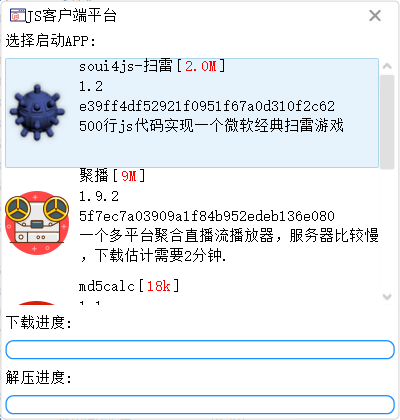 JS客户端平台
选择启动APP:
soui4js-扫雷[2.0M]
1.2
e39ff4df52921f0951f67a0d310f2c62
500行js代码实现一个微软经典扫雷游戏
聚播[9M]
1.9.2
5f7ec7a03909a1f84b952edeb136e080
一个多平台聚合直播流播放器，服务器比较慢
，下载估计需要2分钟.
md5calc[18k]
下载进度:
解压进度: